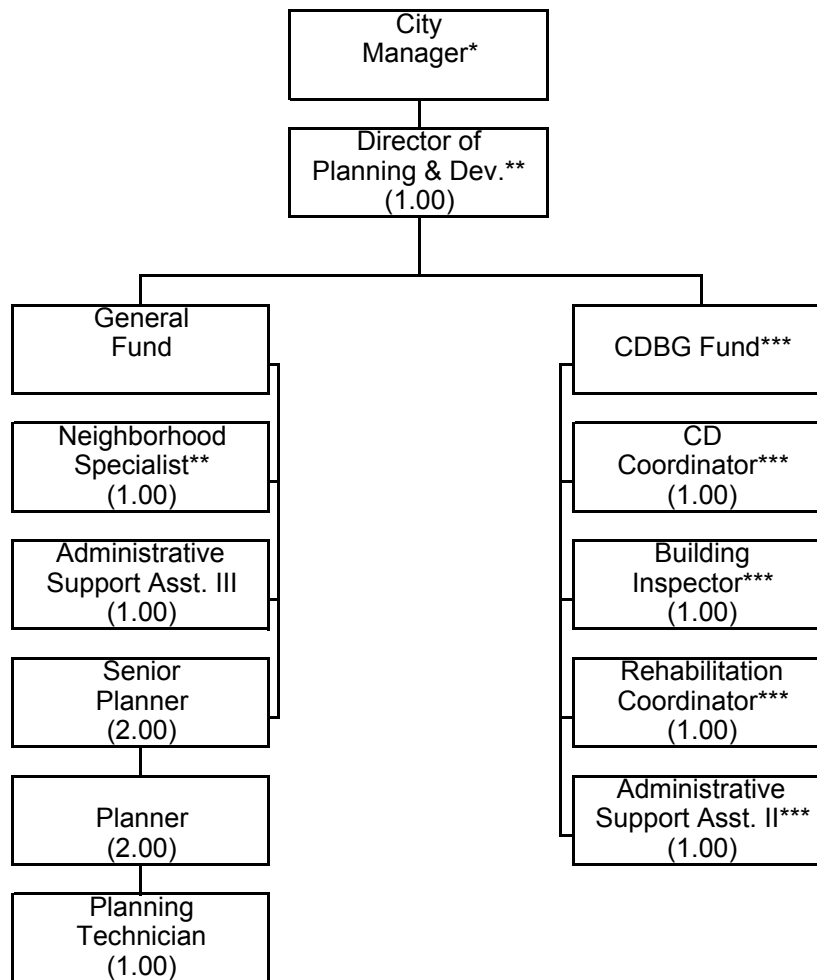 City
Manager*
Director of
Planning & Dev.**
(1.00)
General
Fund
Neighborhood
Specialist**
(1.00)
Administrative
Support Asst. III
(1.00)
Senior
Planner
(2.00)
Planner
(2.00)
Planning
Technician
(1.00)
CDBG Fund***
CD
Coordinator***
(1.00)
Building
Inspector***
(1.00)
Rehabilitation
Coordinator***
(1.00)
Administrative
Support Asst. II***
(1.00)